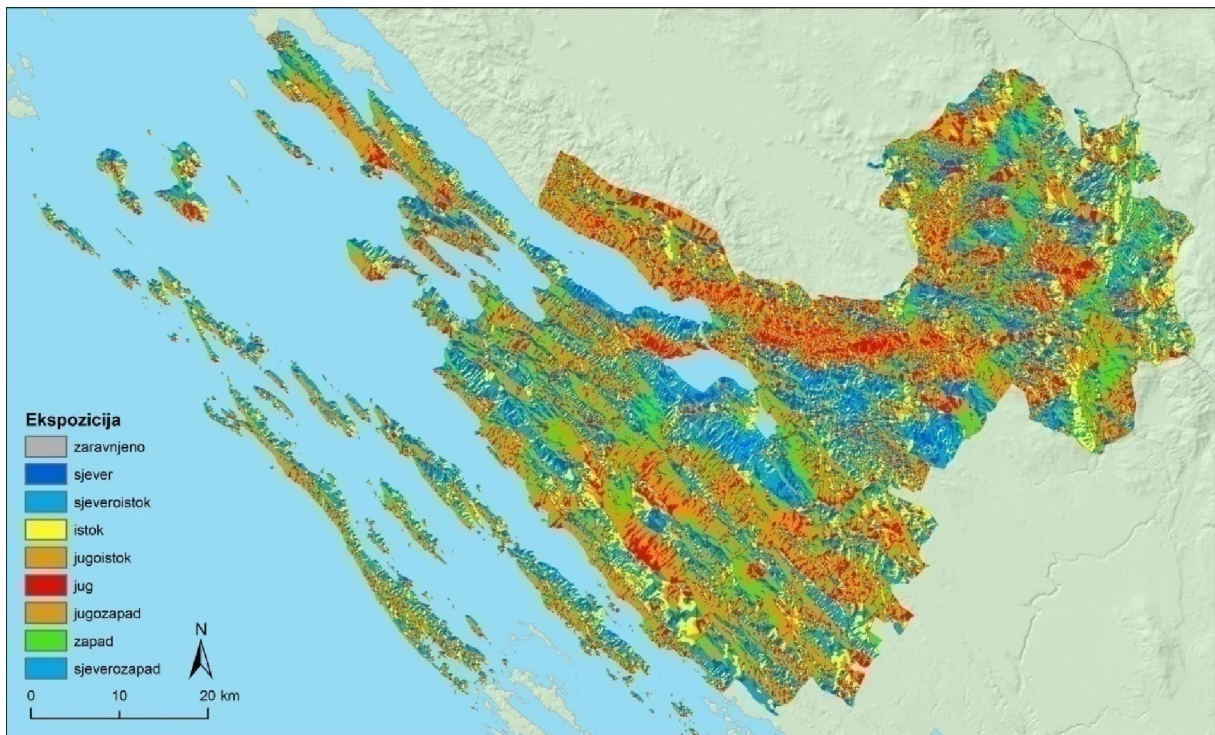 Ekspozicija
zaravnjeno
sjever
sjeveroistok
istok
jugoistok
jug
jugozapad
zapad
sjeverozapad
N
0 10 20 km